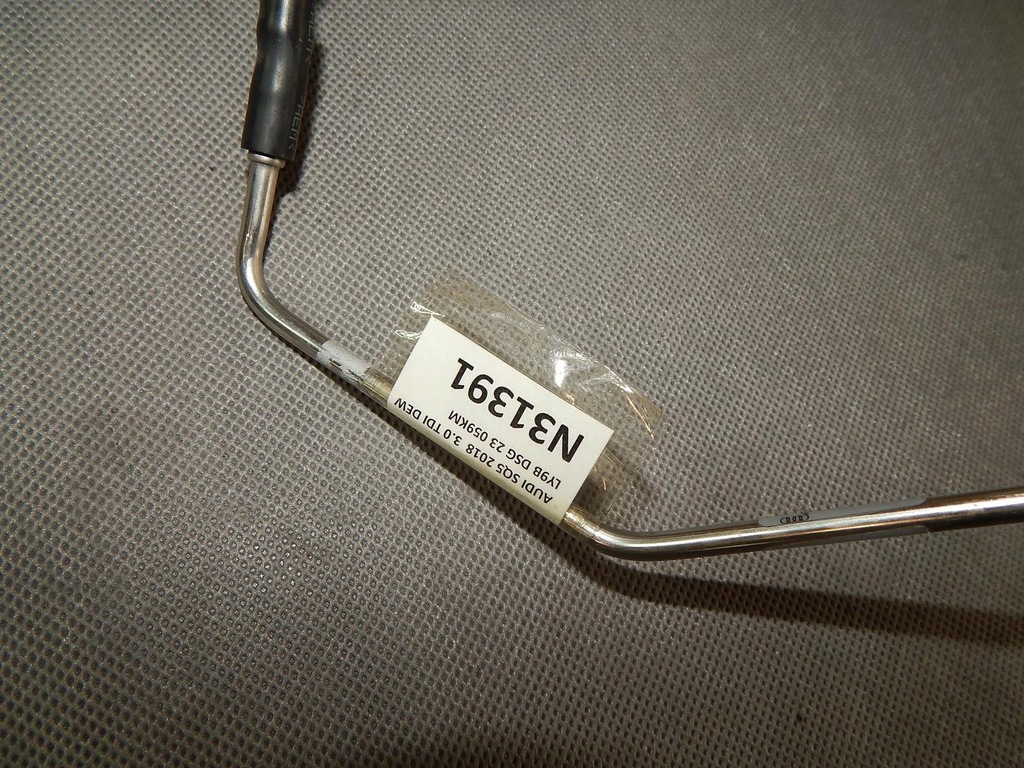 AUDI SQ5 2018 3.0 TDI DEW
LY9B DSG 23 059KM
N31391